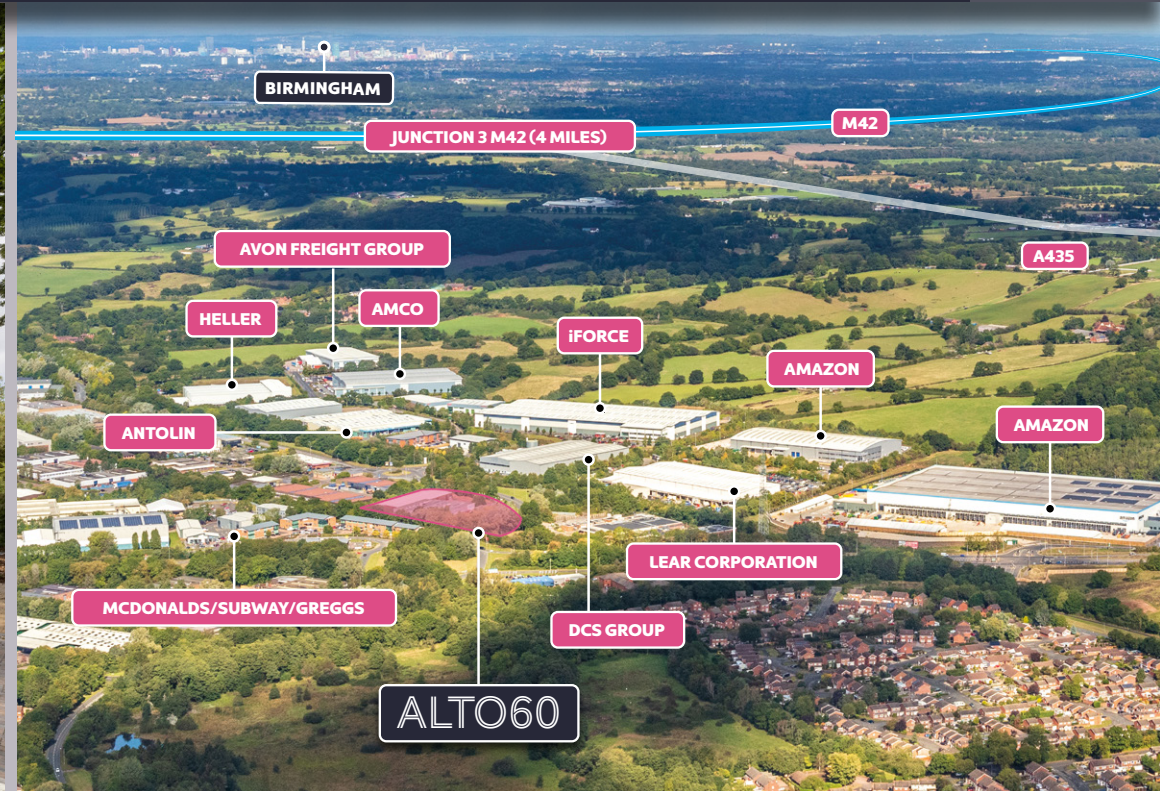 BIRMINGHAM
JUNCTION 3 M42 (4 MILES)
M42
AVON FREIGHT GROUP
A435
HELLER
AMCO
iFORCE
AMAZON
ANTOLIN
AMAZON
LEAR CORPORATION
MCDONALDS/SUBWAY/GREGGS
DCS GROUP
ALTO60